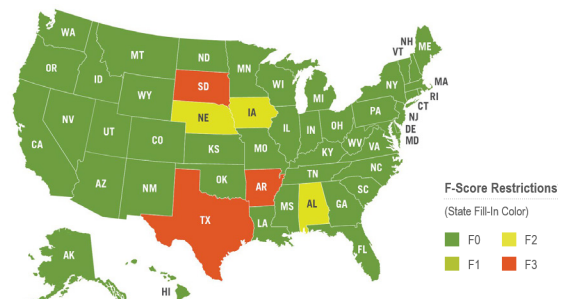 WA
OR
CA
NV
ID
MT
WY
UT
AZ
CO
NM
ND
SD
NE
KS
OK
TX
MN
IA
MO
AR
LA
WI
IL
MS
MI
IN
KY
TN
AL
OH
WV
GA
FL
SC
NC
VA
PA
NY
VT
NH
ME
MA
RI
CT
NJ
DE
MD
AK
HI
F-Score Restrictions
(State Fill-In Color)
F0
F2
F1
F3